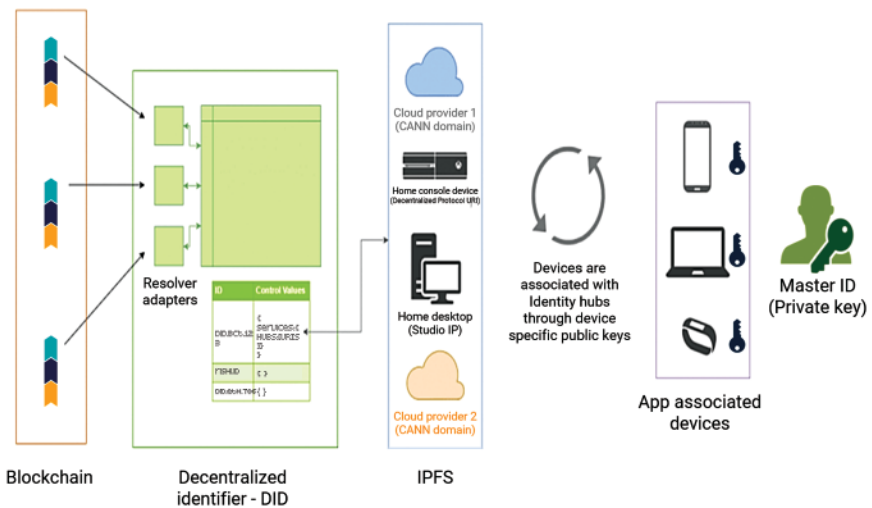 Cloud provider 1
(CANN domain)
Home console device
(Decentralized Protocol URI)
Home desktop
(Studio IP)
Cloud provider 2
(CANN domain)
Resolver
adapters
ID Control Values
{
}
{ }
{ }
Devices are
associated with
Identity hubs
through device
specific public keys
Master ID
(Private key)
App associated
devices
Blockchain
Decentralized
identifier - DID
IPFS